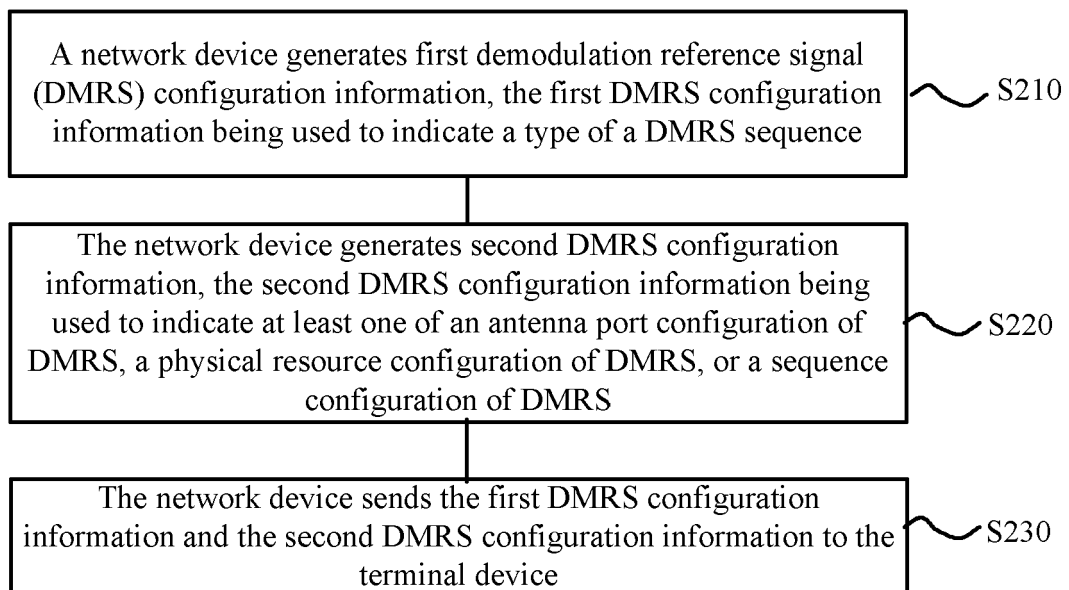 A network device generates first demodulation reference signal
(DMRS) configuration information, the first DMRS configuration
information being used to indicate a type of a DMRS sequence
S210
The network device generates second DMRS configuration
information, the second DMRS configuration information being
used to indicate at least one of an antenna port configuration of
DMRS, a physical resource configuration of DMRS, or a sequence
configuration of DMRS
S220
The network device sends the first DMRS configuration
information and the second DMRS configuration information to the
terminal device
S230